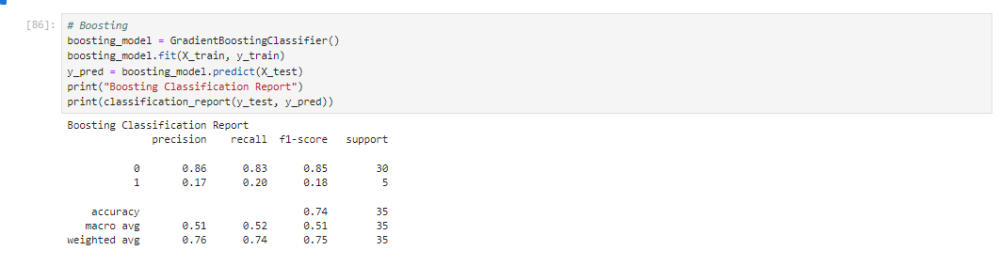 [86]: # Boosting
boosting_model = GradientBoostingClassifier()
boosting_model.fit(X_train, y_train)
y_pred = boosting_model.predict(X_test)
print("Boosting Classification Report")
print(classification_report(y_test, y_pred))
Boosting Classification Report
precision recall f1-score support
0 0.86 0.83 0.85 30
1 0.17 0.20 0.18 5
accuracy 0.74 35
macro avg 0.51 0.52 0.51 35
weighted avg 0.76 0.74 0.75 35